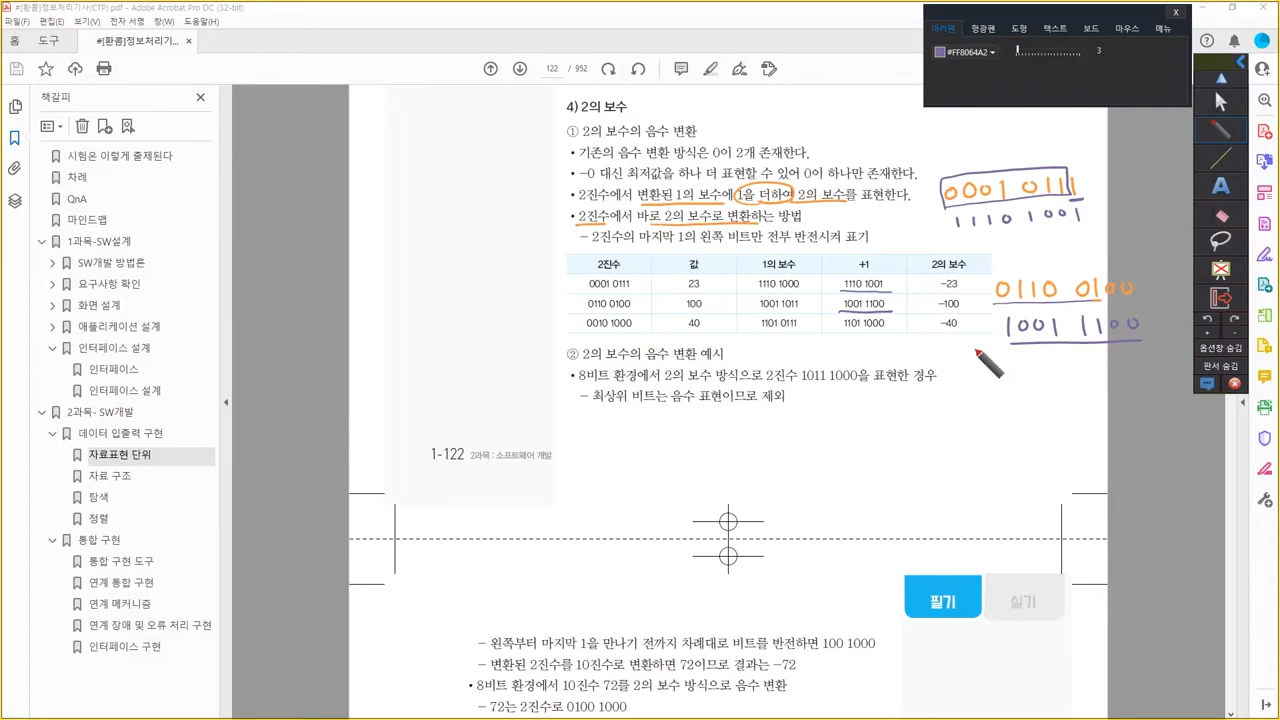 #[환콤]정보처리기사(CTP).pdf - Adobe Acrobat Pro DC (32-bit)
파일(F) 편집(E) 보기(V) 전자 서명 창(W) 도움말(H)
홈 도구 #[환콤]정보처리기... ×
122 / 952
책갈피
시험은 이렇게 출제된다
차례
QnA
마인드맵
1과목-SW설계
SW개발 방법론
요구사항 확인
화면 설계
애플리케이션 설계
인터페이스 설계
인터페이스
인터페이스 설계
2과목- SW개발
데이터 입출력 구현
자료표현 단위
자료 구조
탐색
정렬
통합 구현
통합 구현 도구
연계 통합 구현
연계 메커니즘
연계 장애 및 오류 처리 구현
인터페이스 구현
4) 2의 보수
① 2의 보수의 음수 변환
• 기존의 음수 변환 방식은 0이 2개 존재한다.
• -0 대신 최저값을 하나 더 표현할 수 있어 0이 하나만 존재한다.
• 2진수에서 변환된 1의 보수에 1을 더하여 2의 보수를 표현한다.
• 2진수에서 바로 2의 보수로 변환하는 방법
- 2진수의 마지막 1의 왼쪽 비트만 전부 반전시켜 표기
2진수 값 1의 보수 +1 2의 보수
0001 0111 23 1110 1000 1110 1001 -23
0110 0100 100 1001 1011 1001 1100 -100
0010 1000 40 1101 0111 1101 1000 -40
② 2의 보수의 음수 변환 예시
• 8비트 환경에서 2의 보수 방식으로 2진수 1011 1000을 표현한 경우
- 최상위 비트는 음수 표현이므로 제외
1-122 2과목 : 소프트웨어 개발
0001 0111
11101001
0110 0100
1001 1100
필기 실기
- 왼쪽부터 마지막 1을 만나기 전까지 차례대로 비트를 반전하면 100 1000
- 변환된 2진수를 10진수로 변환하면 72이므로 결과는 -72
• 8비트 환경에서 10진수 72를 2의 보수 방식으로 음수 변환
- 72는 2진수로 0100 1000
X
마커펜 형광펜 도형 텍스트 보드 마우스 메뉴
#FF8064A2 3
옵션창 숨김
판서 숨김